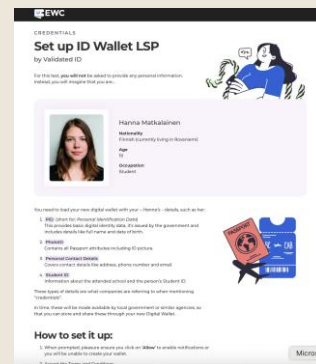 EWC
CREDENTIALS
Set up ID Wallet LSP
by Validated ID
For this test, you will not be asked to provide any personal information.
Instead, you will imagine that you are...
Hanna Matkalainen
Nationality
Finnish (currently living in Rovaniemi)
Age
Occupation
Student
You need to load your new digital wallet with your – Hanna's – details, such as her:
1. PID (short for Personal Identification Data)
This provides basic identity data. It's issued by the government and
includes details like full name and date of birth.
2. PhotoID
Contains all Passport attributes including ID picture.
3. Personal Contact Details
Covers contact details like address, phone number and email.
4. Student ID
Information about the attended school and the person's Student ID.
These types of details are what companies are referring to when mentioning
"credentials".
In time, these will be made available by local government or similar agencies, so
that you can store and share these through your new Digital Wallet.
PASSPORT
How to set it up:
1. When prompted, please ensure you click on 'Allow' to enable notifications or
you will be unable to create your wallet.
Micros